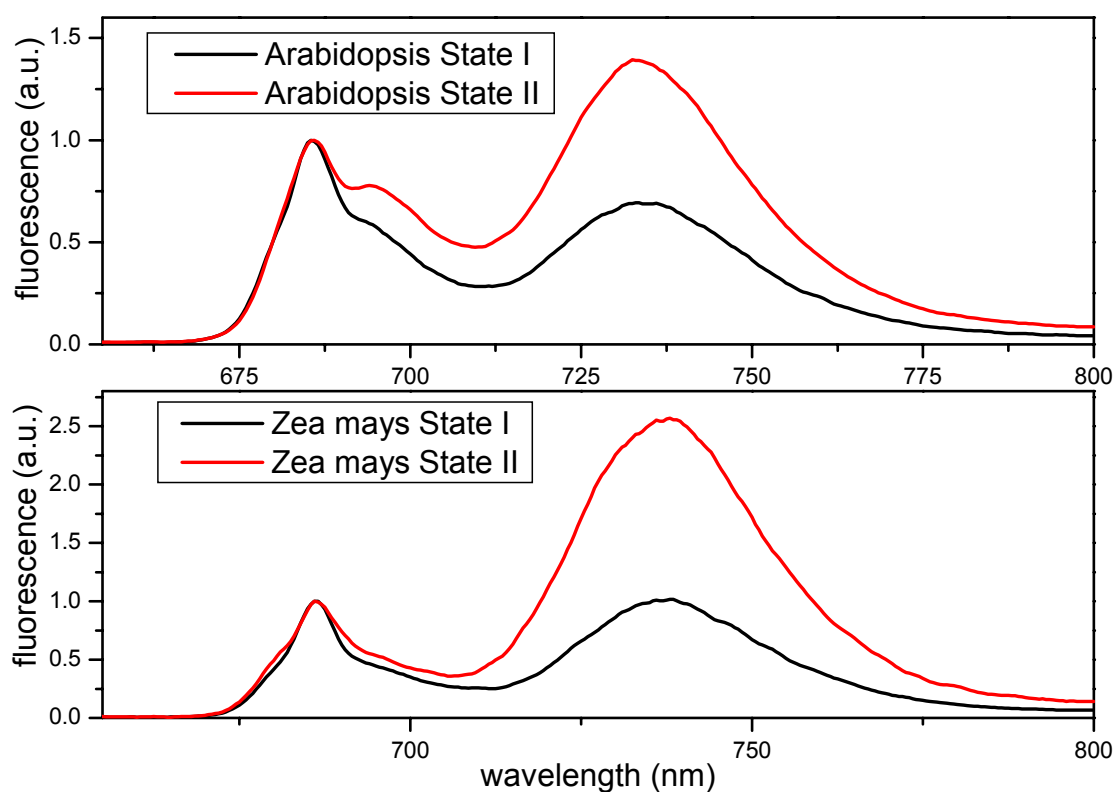 fluorescence (a.u.)
1.5
1.0
0.5
0.0
Arabidopsis State I
Arabidopsis State II
675 700 725 750 775 800
fluorescence (a.u.)
2.5
2.0
1.5
1.0
0.5
0.0
Zea mays State I
Zea mays State II
700 750 800
wavelength (nm)